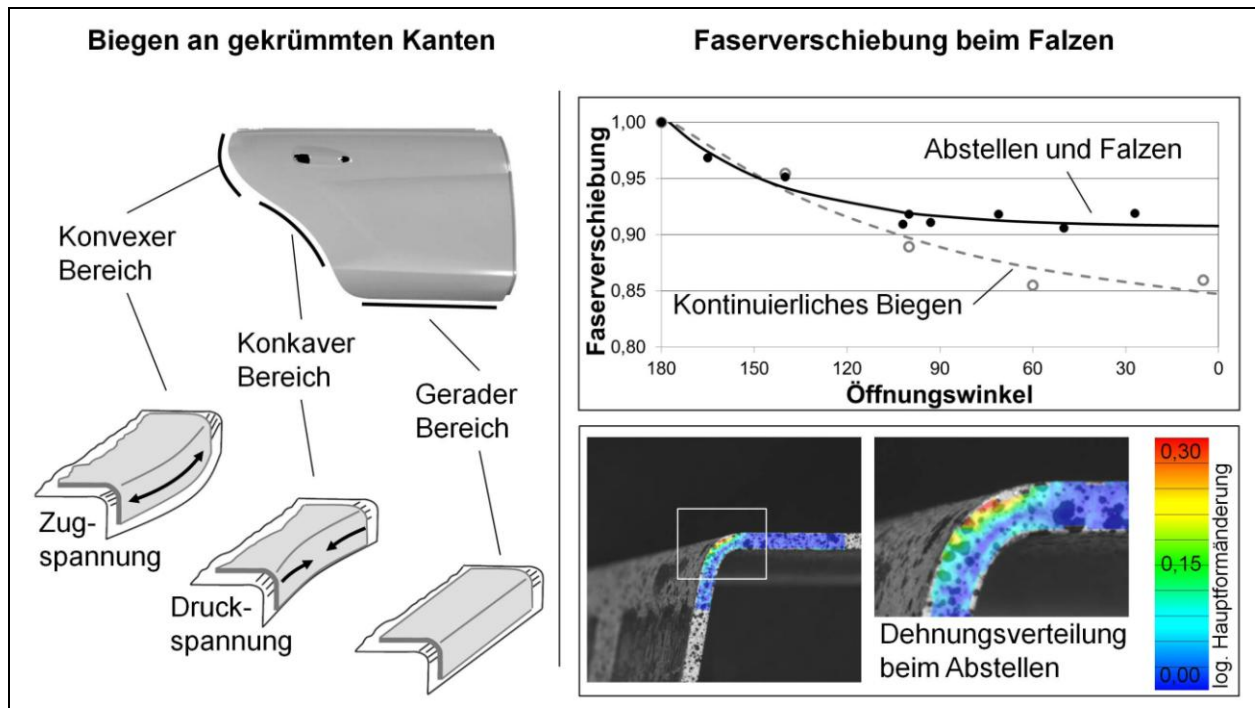 Biegen an gekrümmten Kanten
Konvexer
Bereich
Konkaver
Bereich
Gerader
Bereich
Zug-
spannung
Druck-
spannung
Faserverschiebung beim Falzen
Faserverschiebung
1,00
0,95
0,90
0,85
0,80
Abstellen und Falzen
Kontinuierliches Biegen
180
150
120
90
60
30
0
Öffnungswinkel
Dehnungsverteilung
beim Abstellen
0,30
0,15
0,00
log. Hauptformänderung